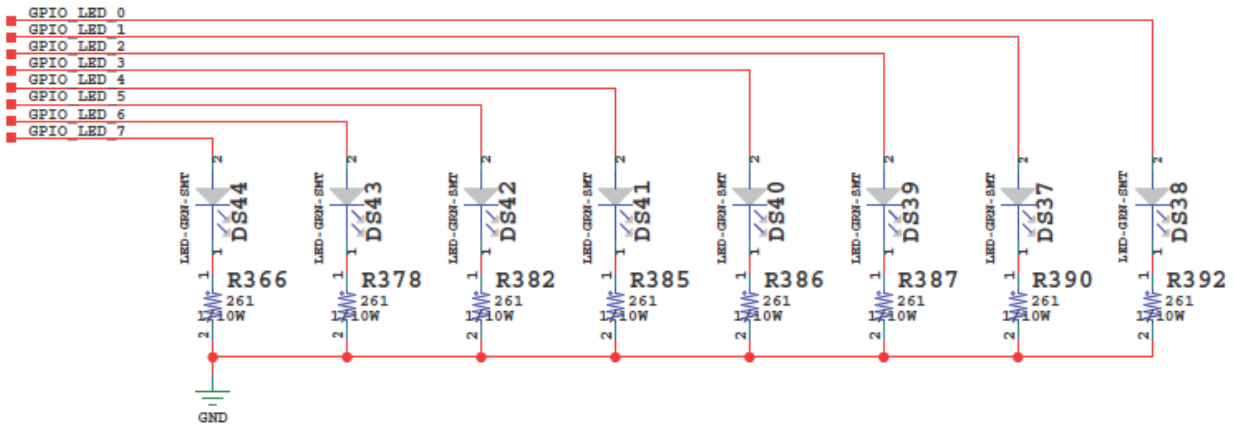 GPIO_LED_0
GPIO_LED_1
GPIO_LED_2
GPIO_LED_3
GPIO_LED_4
GPIO_LED_5
GPIO_LED_6
GPIO_LED_7
2 2 2 2 2 2 2 2
LED-GRN-SMT DS44 LED-GRN-SMT DS43 LED-GRN-SMT DS42 LED-GRN-SMT DS41 LED-GRN-SMT DS40 LED-GRN-SMT DS39 LED-GRN-SMT DS37 LED-GRN-SMT DS38
1 1 1 1 1 1 1 1
1 R366 1 R378 1 R382 1 R385 1 R386 1 R387 1 R390 1 R392
261 261 261 261 261 261 261 261
1/10W 1/10W 1/10W 1/10W 1/10W 1/10W 1/10W 1/10W
2 2 2 2 2 2 2 2
GND